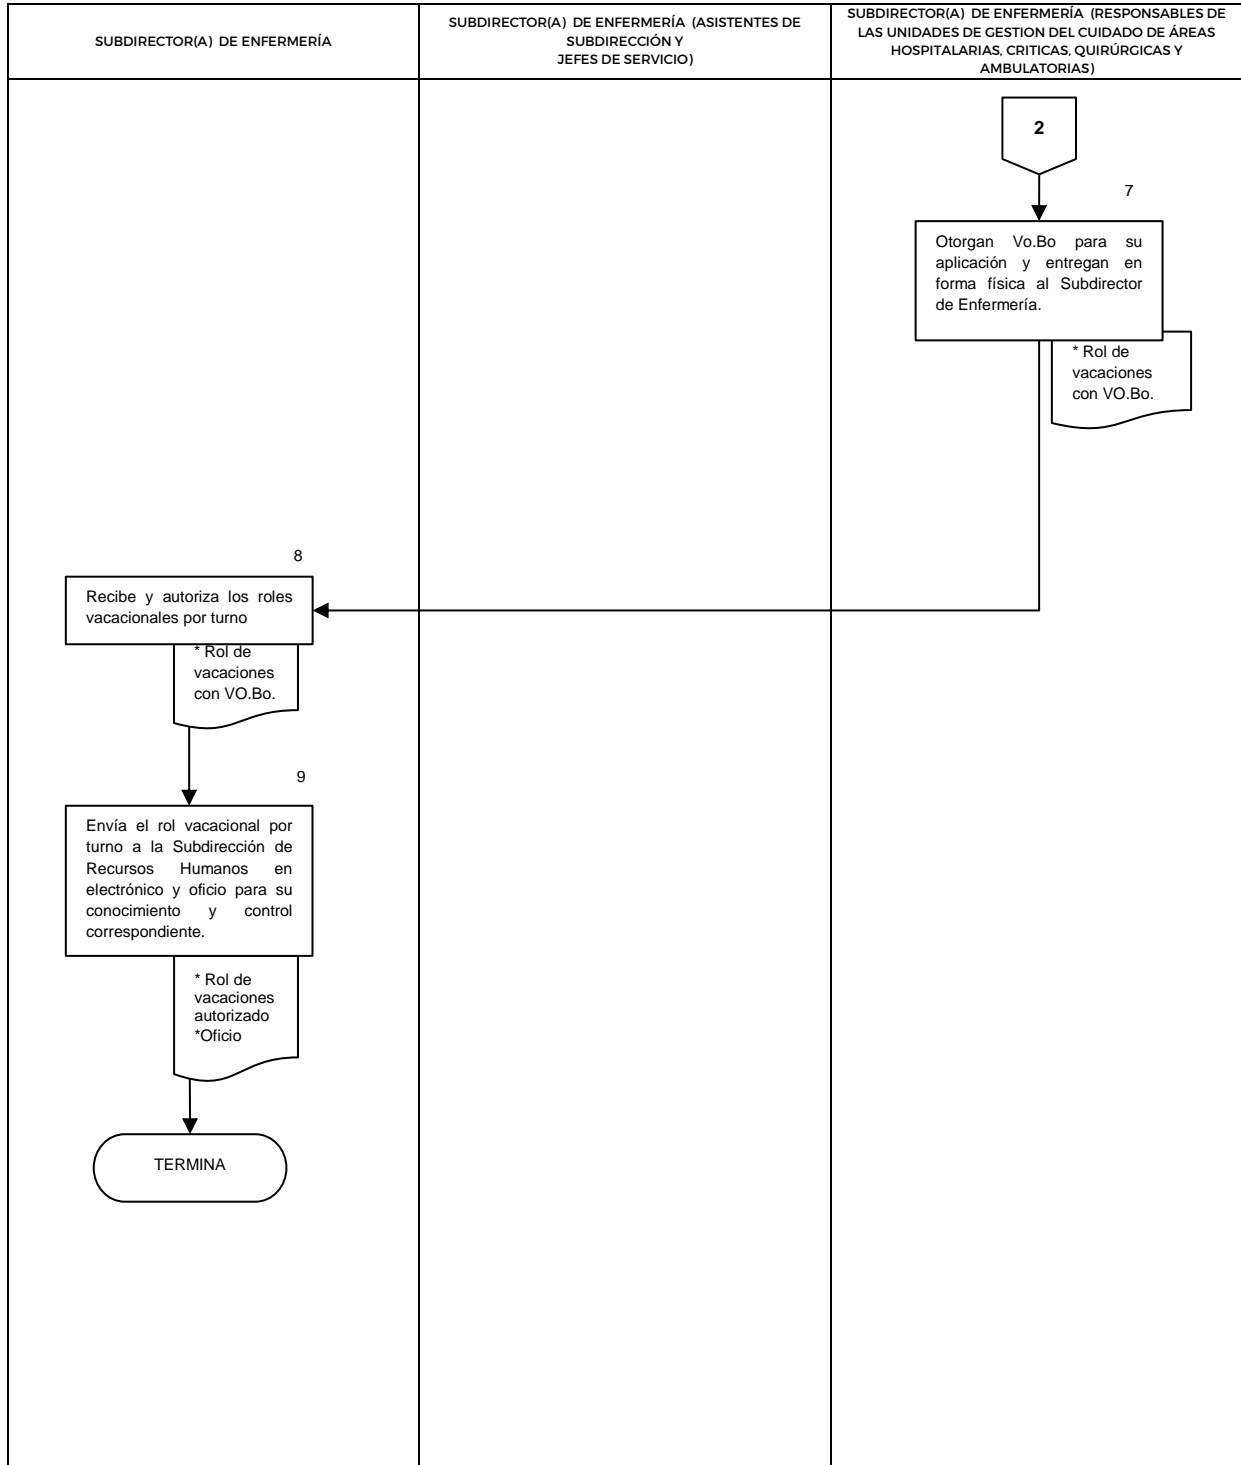 SUBDIRECTOR(A) DE ENFERMERÍA
SUBDIRECTOR(A) DE ENFERMERÍA (ASISTENTES DE
SUBDIRECCIÓN Y
JEFES DE SERVICIO)
SUBDIRECTOR(A) DE ENFERMERÍA (RESPONSABLES DE
LAS UNIDADES DE GESTION DEL CUIDADO DE ÁREAS
HOSPITALARIAS, CRITICAS, QUIRÚRGICAS Y
AMBULATORIAS)
2
7
Otorgan Vo.Bo para su
aplicación y entregan en
forma física al Subdirector
de Enfermería.
* Rol de
vacaciones
con VO.Bo.
8
Recibe y autoriza los roles
vacacionales por turno
* Rol de
vacaciones
con VO.Bo.
9
Envía el rol vacacional por
turno a la Subdirección de
Recursos Humanos en
electrónico y oficio para su
conocimiento y control
correspondiente.
* Rol de
vacaciones
autorizado
*Oficio
TERMINA